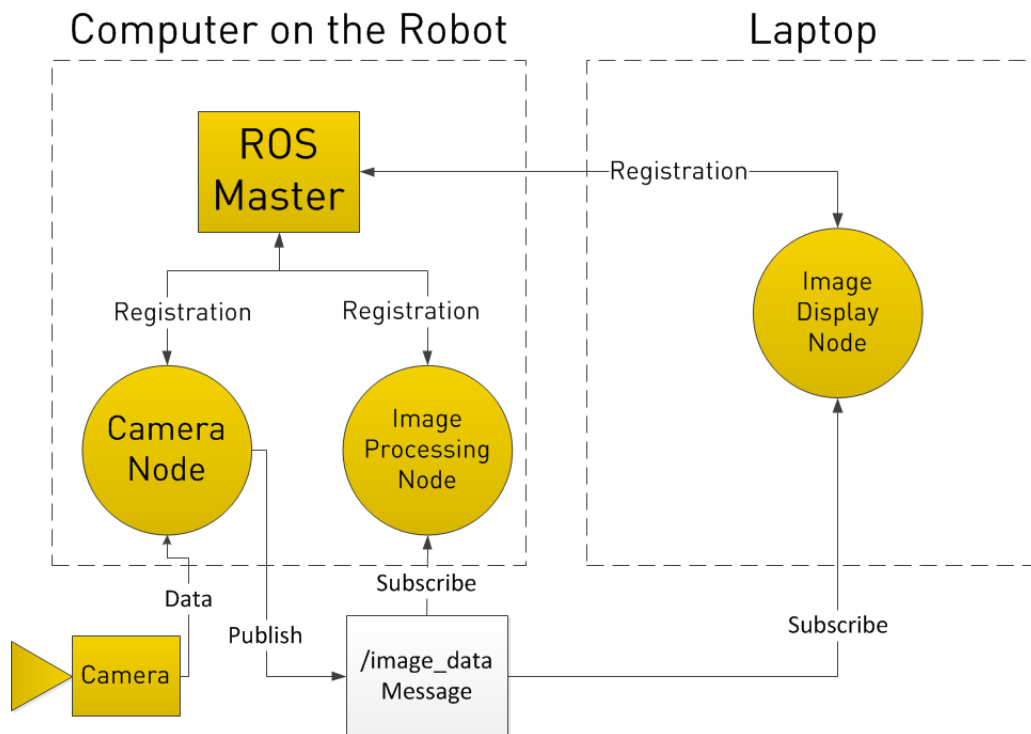 Computer on the Robot
Laptop
ROS
Master
Registration
Registration
Registration
Image
Display
Node
Camera
Node
Image
Processing
Node
Data
Subscribe
Publish
Subscribe
Camera
/image_data
Message